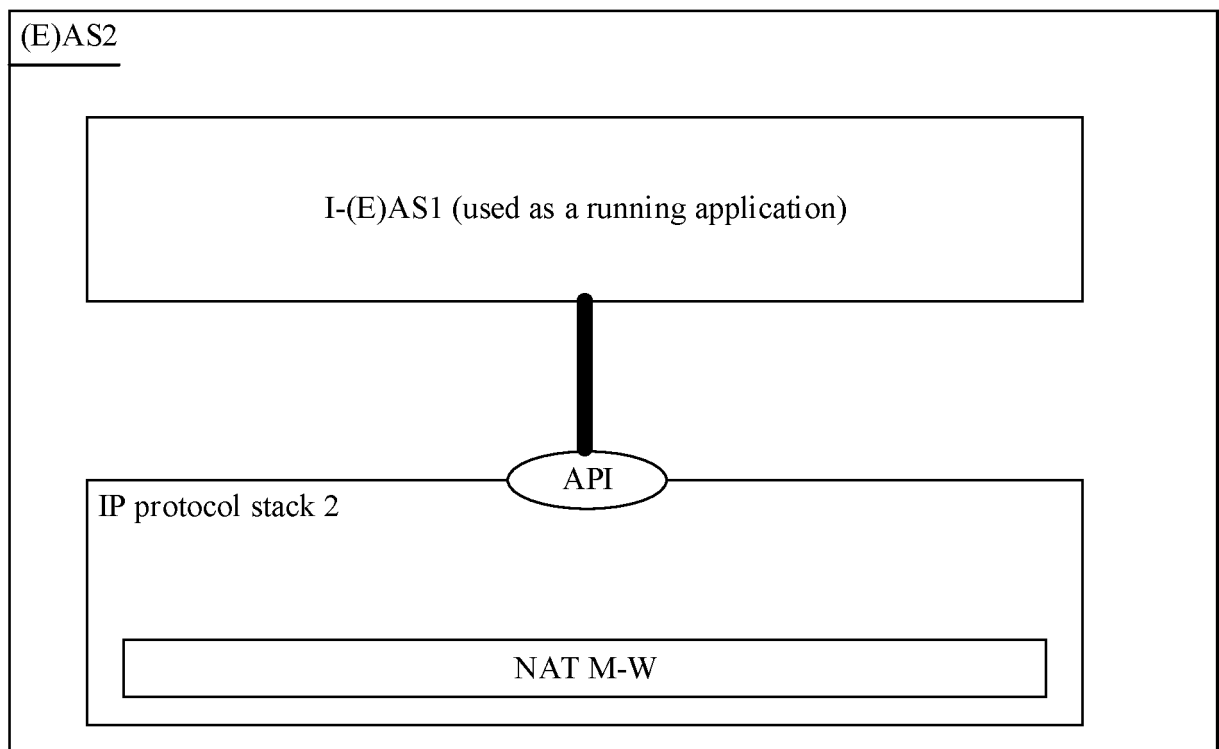 (E)AS2
I-(E)AS1 (used as a running application)
API
IP protocol stack 2
NAT M-W